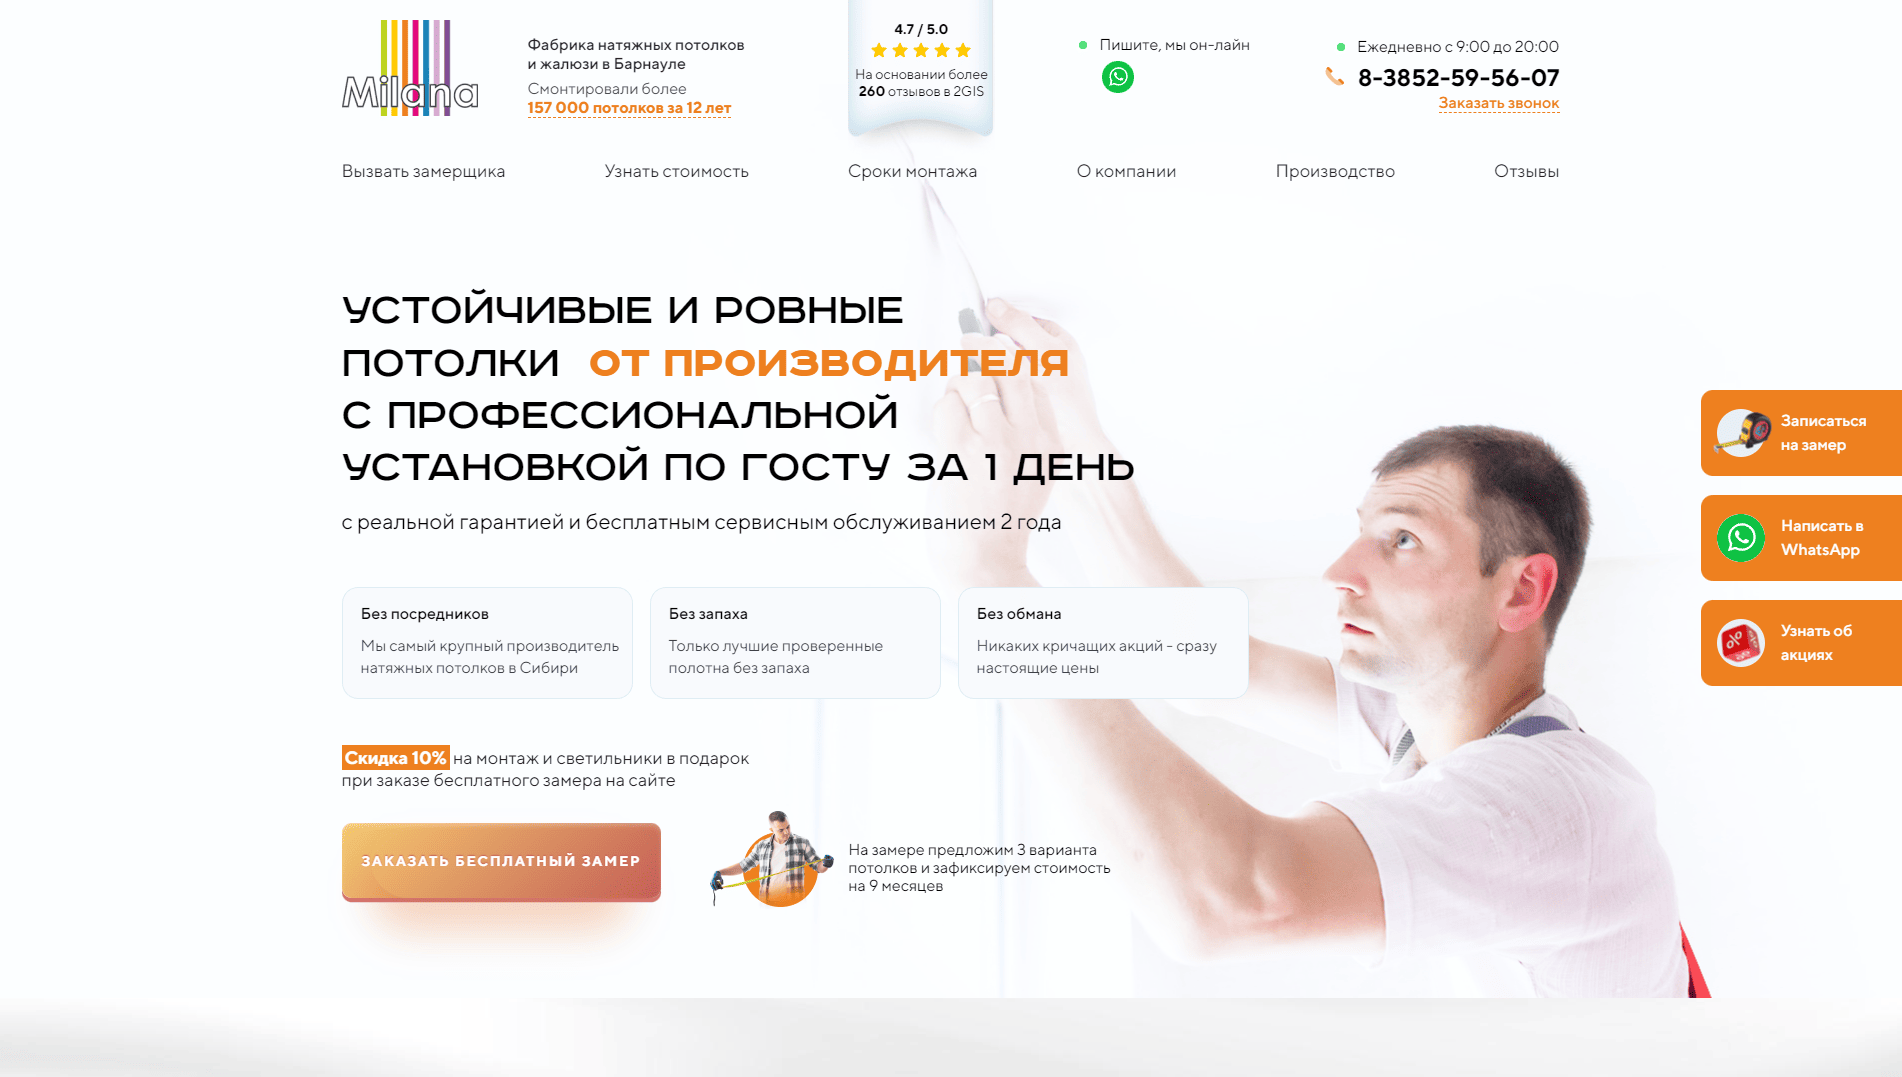 Milana
Фабрика натяжных потолков
и жалюзи в Барнауле
Смонтировали более
157 000 потолков за 12 лет
4.7 / 5.0
На основании более
260 отзывов в 2GIS
Пишите, мы он-лайн
Ежедневно с 9:00 до 20:00
8-3852-59-56-07
Заказать звонок
Вызвать замерщика
Узнать стоимость
Сроки монтажа
О компании
Производство
Отзывы
УСТОЙЧИВЫЕ И РОВНЫЕ
ПОТОЛКИ ОТ ПРОИЗВОДИТЕЛЯ
С ПРОФЕССИОНАЛЬНОЙ
УСТАНОВКОЙ ПО ГОСТУ ЗА 1 ДЕНЬ
с реальной гарантией и бесплатным сервисным обслуживанием 2 года
Без посредников
Мы самый крупный производитель
натяжных потолков в Сибири
Без запаха
Только лучшие проверенные
полотна без запаха
Без обмана
Никаких кричащих акций - сразу
настоящие цены
Скидка 10% на монтаж и светильники в подарок
при заказе бесплатного замера на сайте
ЗАКАЗАТЬ БЕСПЛАТНЫЙ ЗАМЕР
На замере предложим 3 варианта
потолков и зафиксируем стоимость
на 9 месяцев
Записаться
на замер
Написать в
WhatsApp
%
Узнать об
акциях